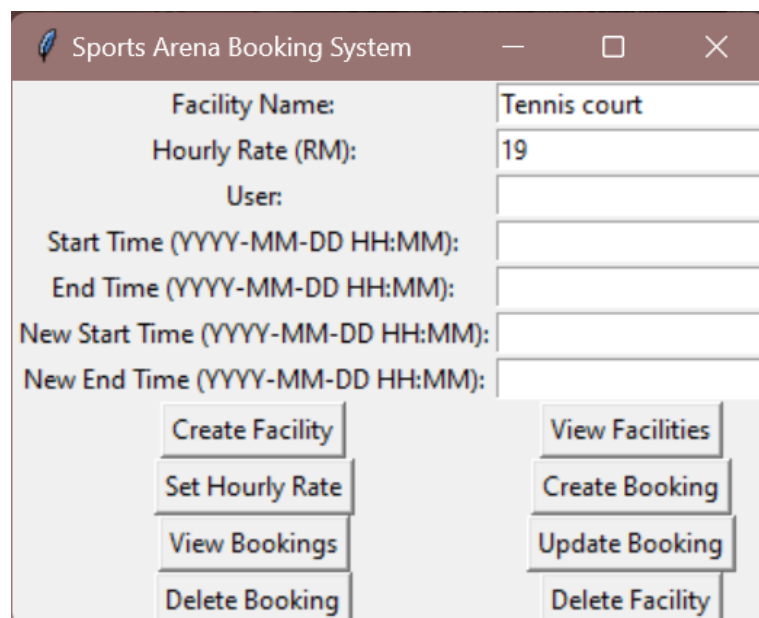 Sports Arena Booking System
Facility Name: Tennis court
Hourly Rate (RM): 19
User:
Start Time (YYYY-MM-DD HH:MM):
End Time (YYYY-MM-DD HH:MM):
New Start Time (YYYY-MM-DD HH:MM):
New End Time (YYYY-MM-DD HH:MM):
Create Facility View Facilities
Set Hourly Rate Create Booking
View Bookings Update Booking
Delete Booking Delete Facility